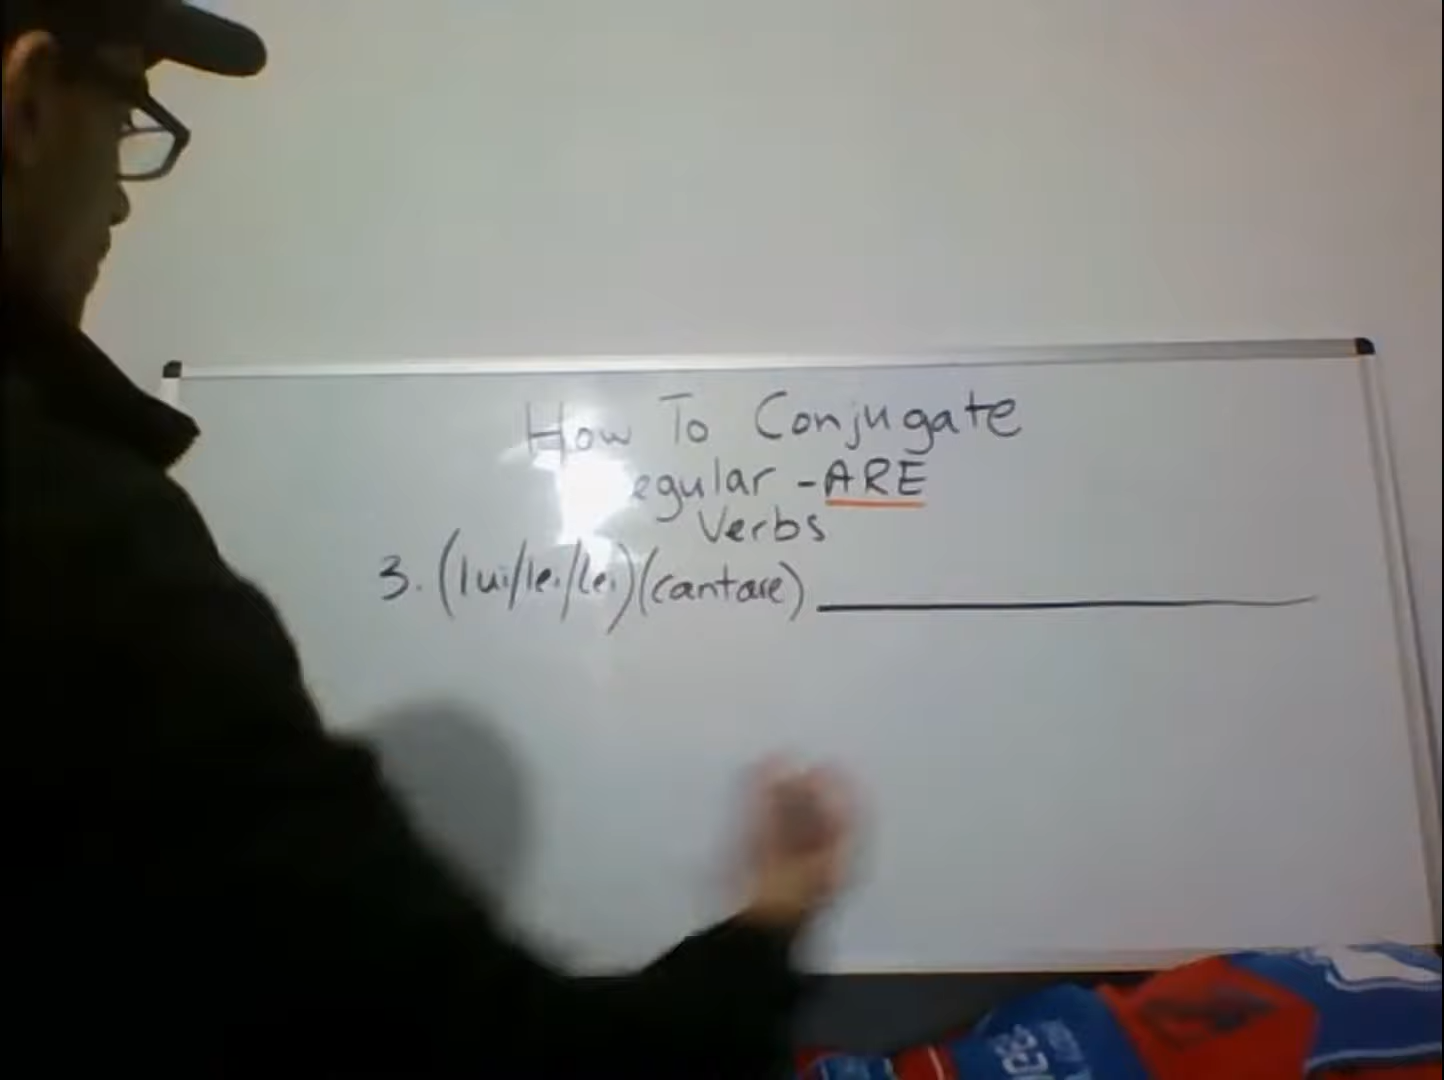 How To Conjugate
egular -ARE
Verbs
3. (lui/lei/Lei)(cantare)